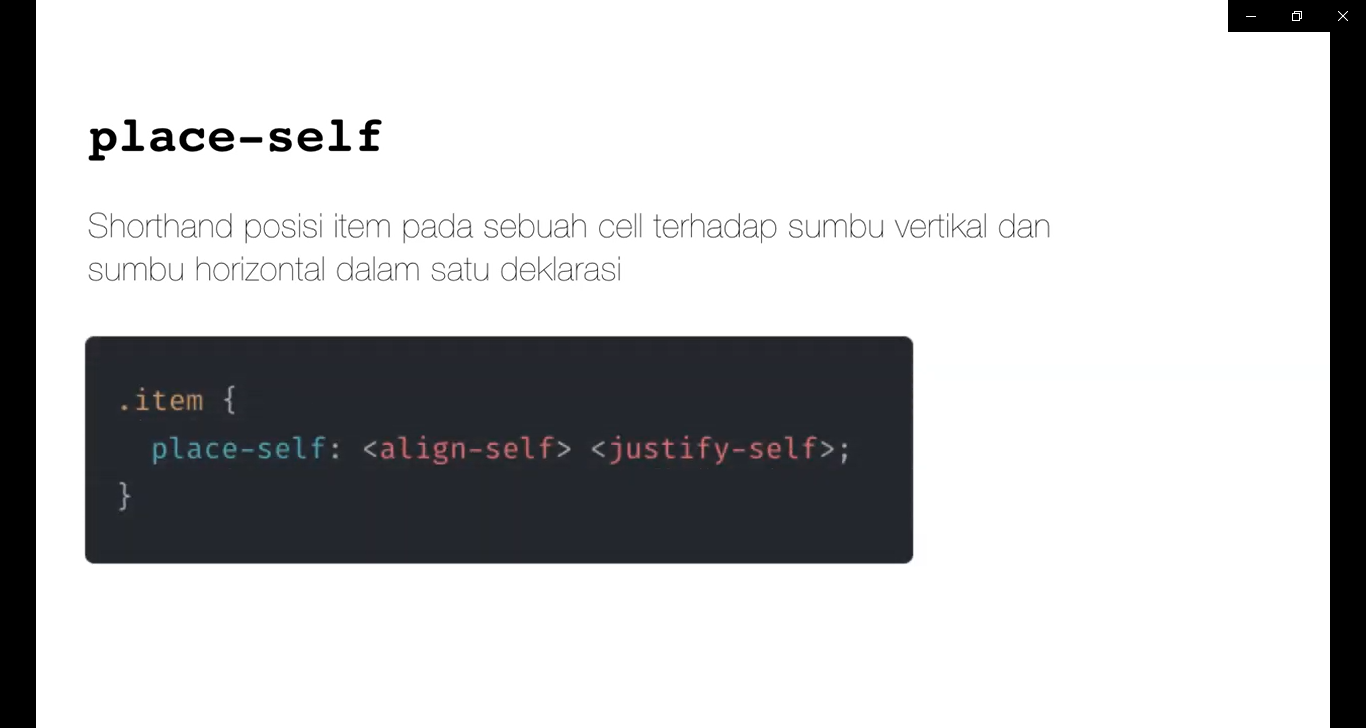 place-self
Shorthand posisi item pada sebuah cell terhadap sumbu vertikal dan
sumbu horizontal dalam satu deklarasi
.item {
  place-self: <align-self> <justify-self>;
}